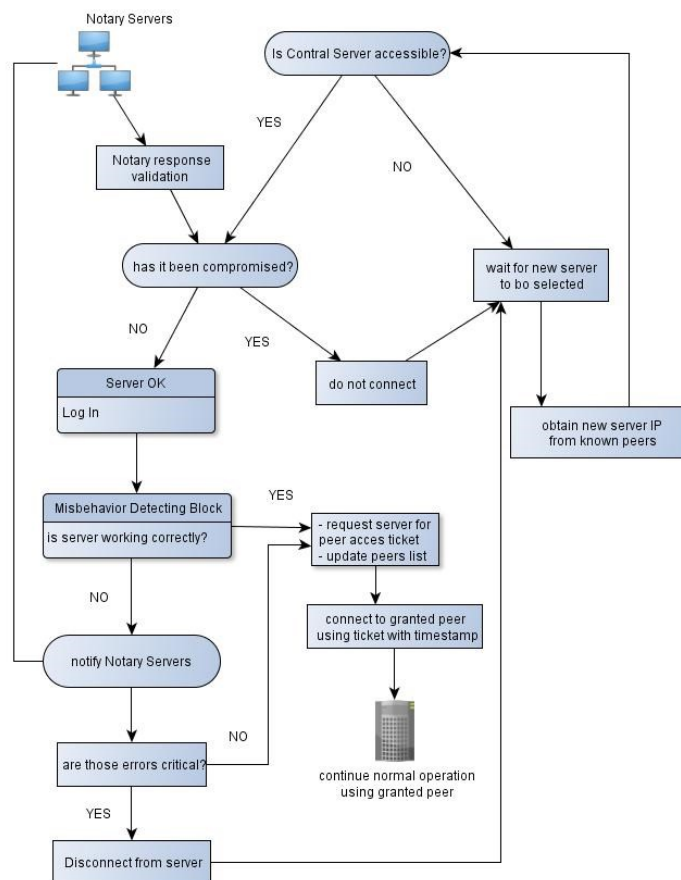 Notary Servers
Is Contral Server accessible?
YES
NO
Notary response
validation
has it been compromised?
wait for new server
to bo selected
NO
YES
Server OK
Log In
do not connect
obtain new server IP
from known peers
YES
Misbehavior Detecting Block
is server working correctly?
- request server for
peer acces ticket
- update peers list
NO
connect to granted peer
using ticket with timestamp
notify Notary Servers
NO
are those errors critical?
continue normal operation
using granted peer
YES
Disconnect from server